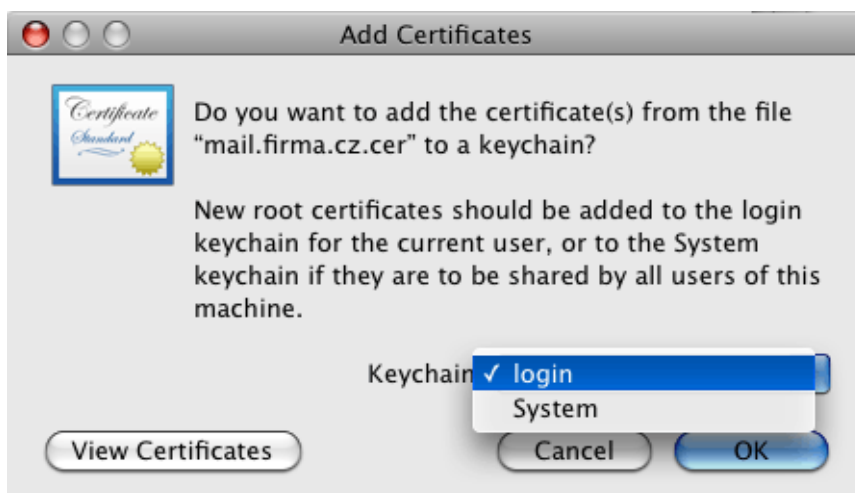 Add Certificates
Certificate
Standard
Do you want to add the certificate(s) from the file
“mail.firma.cz.cer” to a keychain?
New root certificates should be added to the login
keychain for the current user, or to the System
keychain if they are to be shared by all users of this
machine.
Keychain ✓ login
System
View Certificates Cancel OK